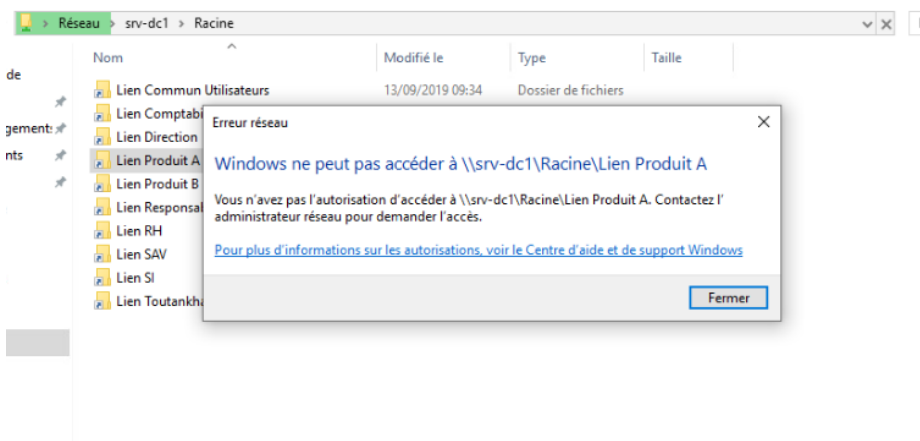 Réseau > srv-dc1 > Racine
Nom Modifié le Type Taille
de
Lien Commun Utilisateurs 13/09/2019 09:34 Dossier de fichiers
Lien Comptabi
gement:
Lien Direction
nts
Lien Produit A
Lien Produit B
Lien Responsal
Lien RH
Lien SAV
Lien SI
Lien Toutankh
Erreur réseau
Windows ne peut pas accéder à \\srv-dc1\Racine\Lien Produit A
Vous n'avez pas l'autorisation d'accéder à \\srv-dc1\Racine\Lien Produit A. Contactez l'
administrateur réseau pour demander l'accès.
Pour plus d'informations sur les autorisations, voir le Centre d'aide et de support Windows
Fermer